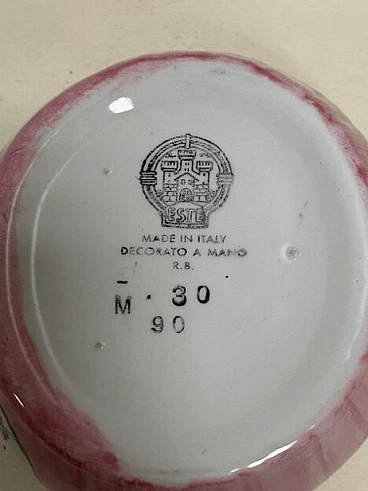 ESTE
MADE IN ITALY
DECORATO A MANO
R.B.
M . 30
90